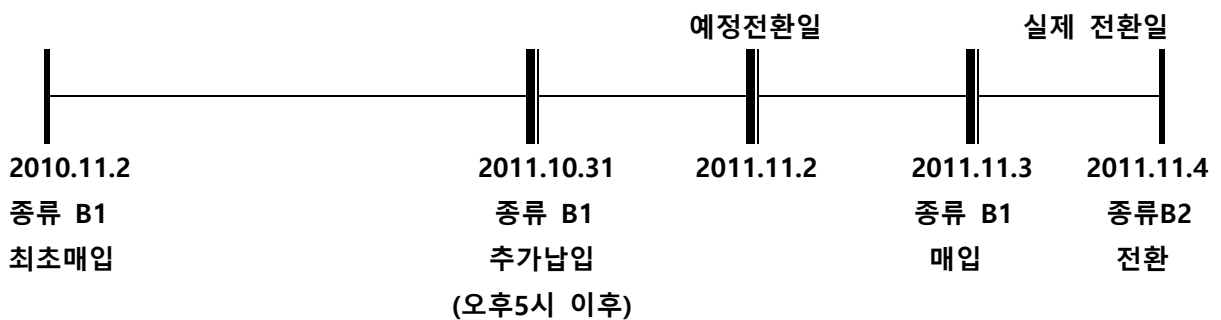 예정전환일 실제 전환일
2010.11.2 2011.10.31 2011.11.2 2011.11.3 2011.11.4
종류 B1 종류 B1 종류 B1 종류B2
최초매입 추가납입 매입 전환
(오후5시 이후)